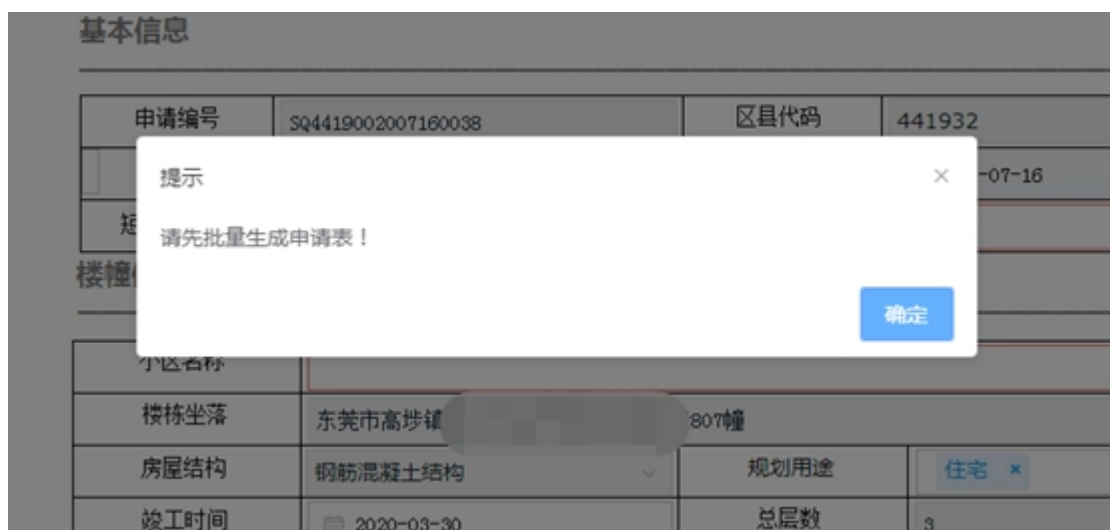 基本信息
申请编号 SQ4419002007160038 区县代码 441932
提示 ×
-07-16
短
请先批量生成申请表！
楼幢
确定
小区名称
楼栋坐落 东莞市高埗镇 807幢
房屋结构 钢筋混凝土结构 规划用途 住宅 ×
竣工时间 2020-03-30 总层数 3